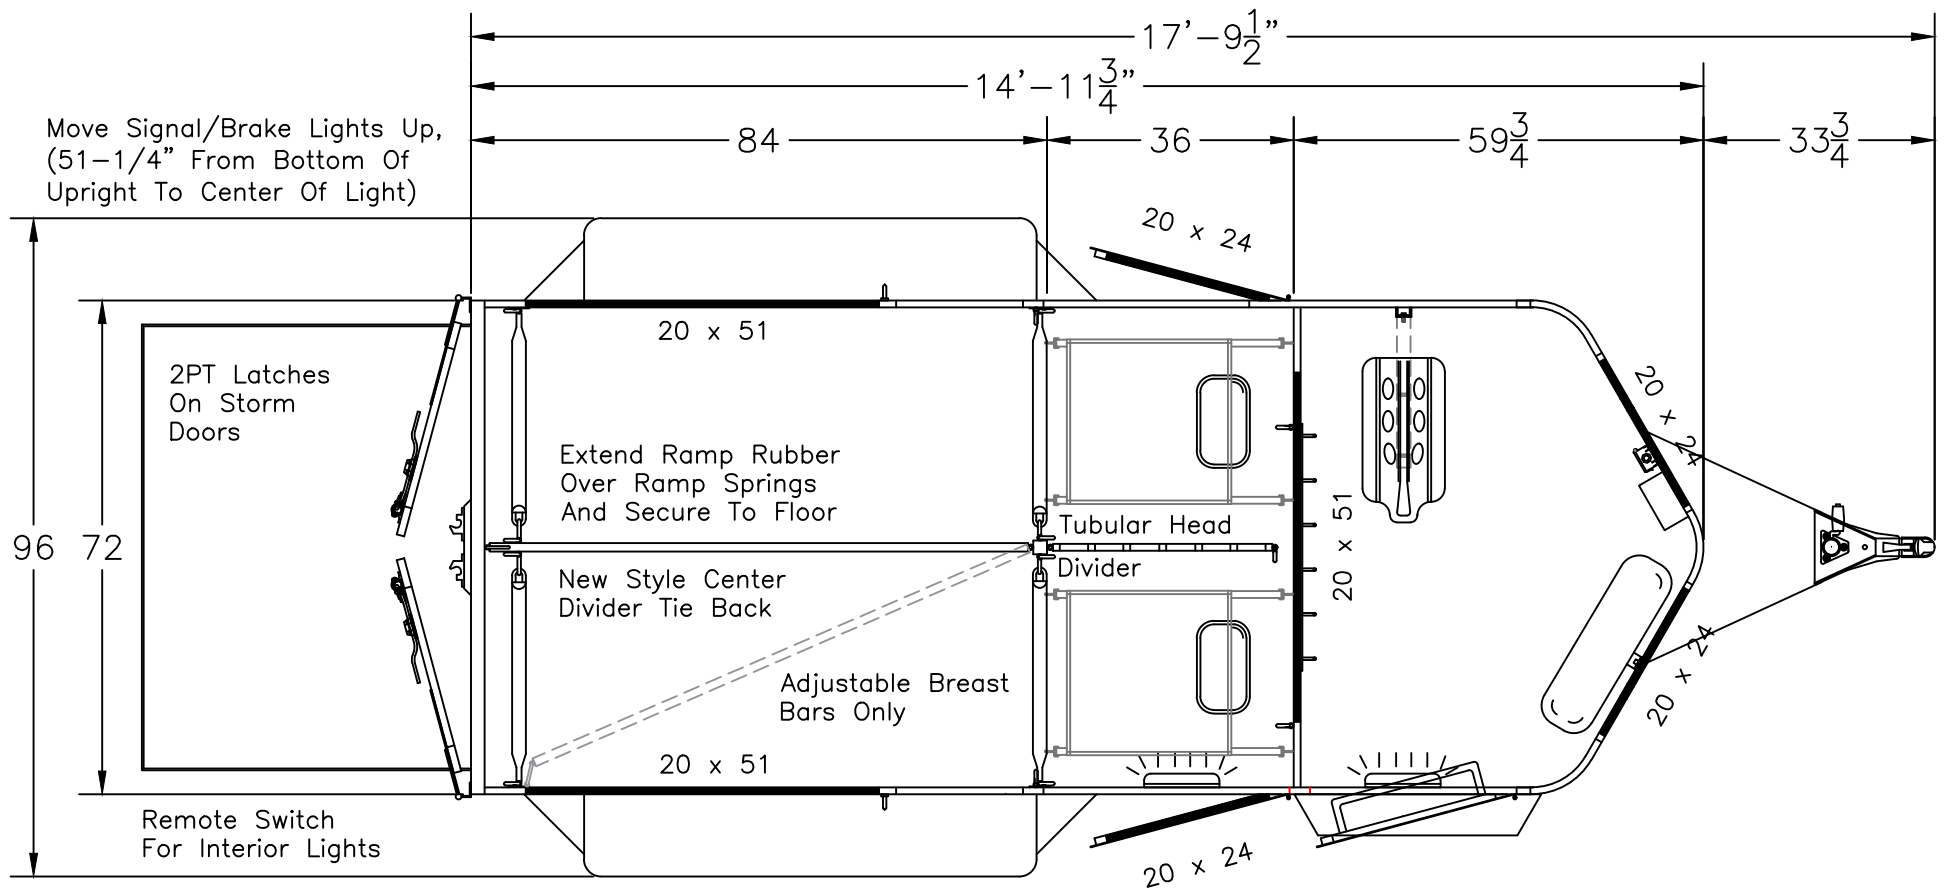 17'-9 1/2"
14'-11 3/4"
84
36
59 3/4
33 3/4
Move Signal/Brake Lights Up,
(51-1/4" From Bottom Of
Upright To Center Of Light)
20 x 24
20 x 51
2PT Latches
On Storm
Doors
20 x 24
Extend Ramp Rubber
Over Ramp Springs
And Secure To Floor
96
72
Tubular Head
Divider
20 x 51
New Style Center
Divider Tie Back
Adjustable Breast
Bars Only
20 x 24
20 x 51
Remote Switch
For Interior Lights
20 x 24